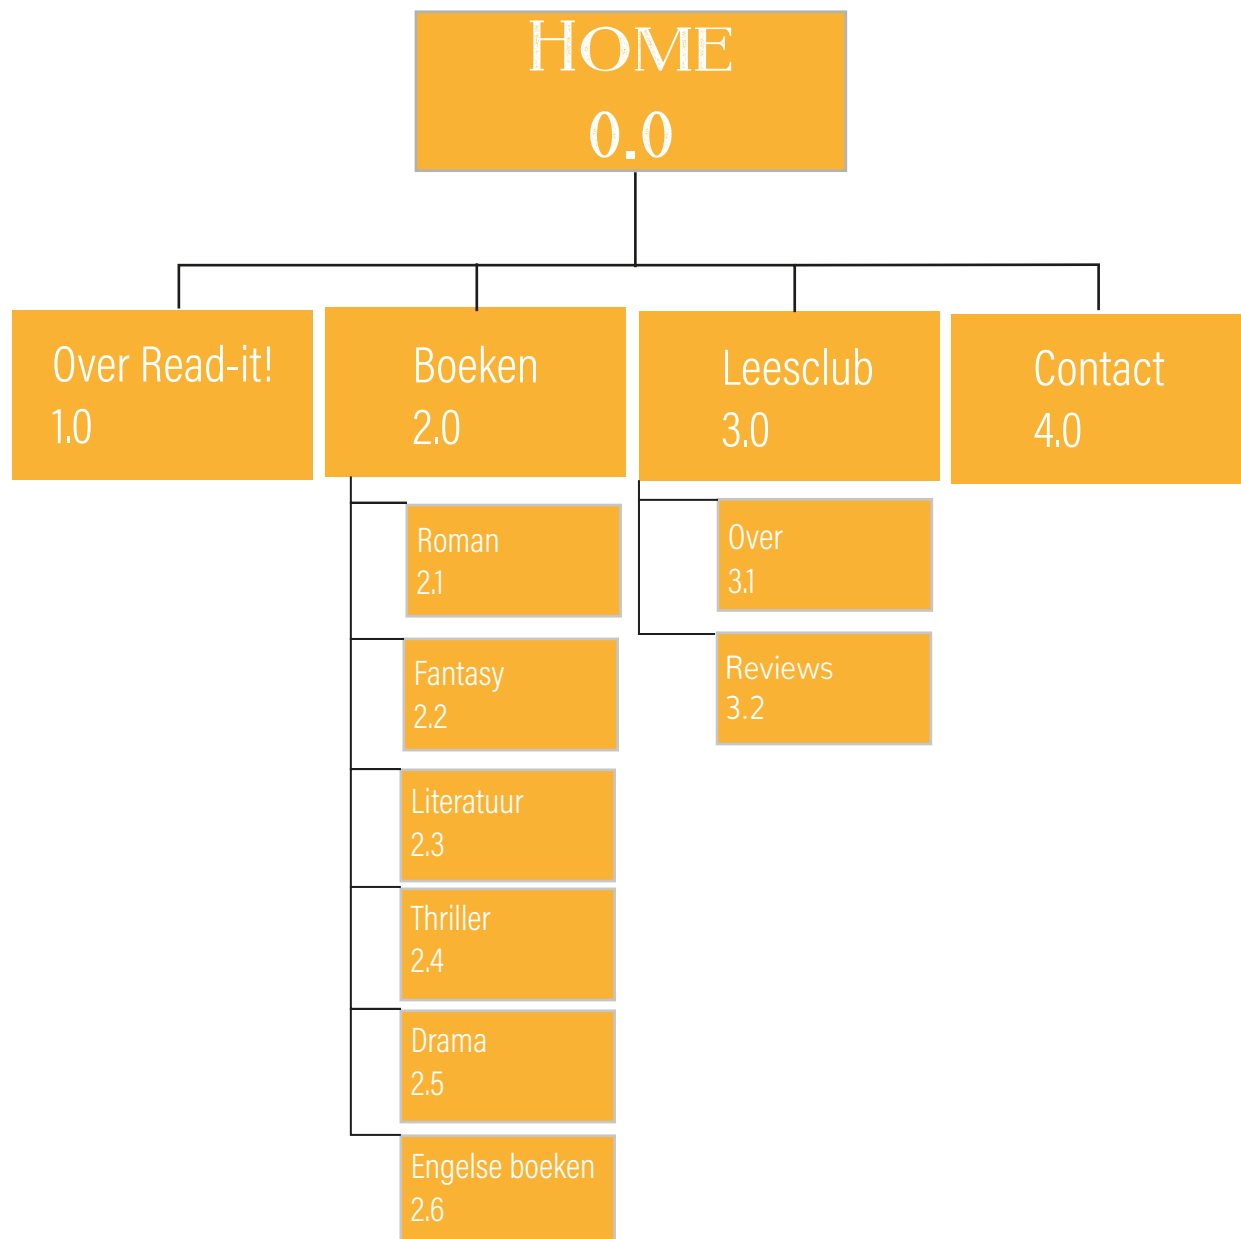 HOME
0.0
Over Read-it!
1.0
Boeken
2.0
Leesclub
3.0
Contact
4.0
Roman
2.1
Fantasy
2.2
Literatuur
2.3
Thriller
2.4
Drama
2.5
Engelse boeken
2.6
Over
3.1
Reviews
3.2